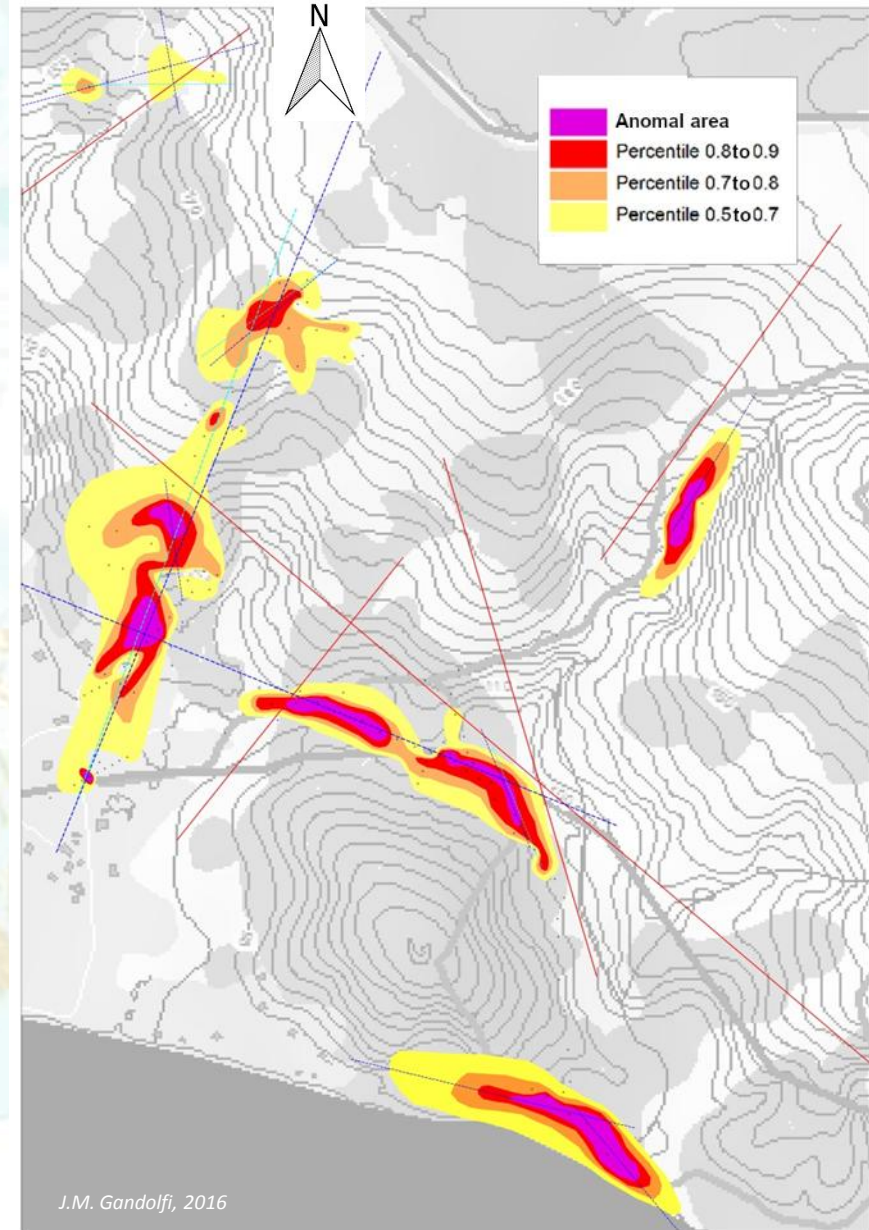 N
Anomal area
Percentile 0.8to0.9
Percentile 0.7to0.8
Percentile 0.5to0.7
J.M. Gandolfi, 2016